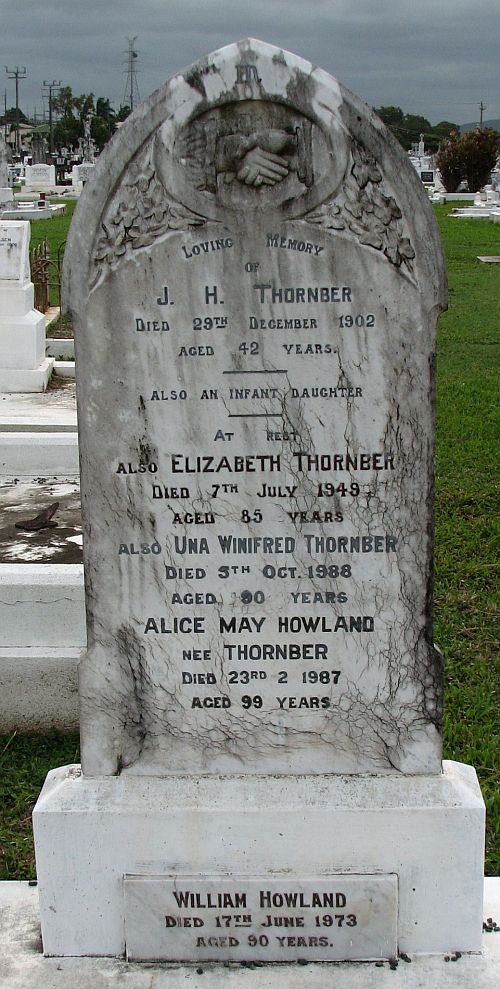 IN
LOVING MEMORY
OF
J. H. THORNBER
DIED 29TH DECEMBER 1902
AGED 42 YEARS.
ALSO AN INFANT DAUGHTER
AT REST
ALSO ELIZABETH THORNBER
DIED 7TH JULY 1949
AGED 85 YEARS
ALSO UNA WINIFRED THORNBER
DIED 5TH OCT. 1988
AGED 90 YEARS
ALICE MAY HOWLAND
NEE THORNBER
DIED 23RD 2 1987
AGED 99 YEARS
WILLIAM HOWLAND
DIED 17TH JUNE 1973
AGED 90 YEARS.